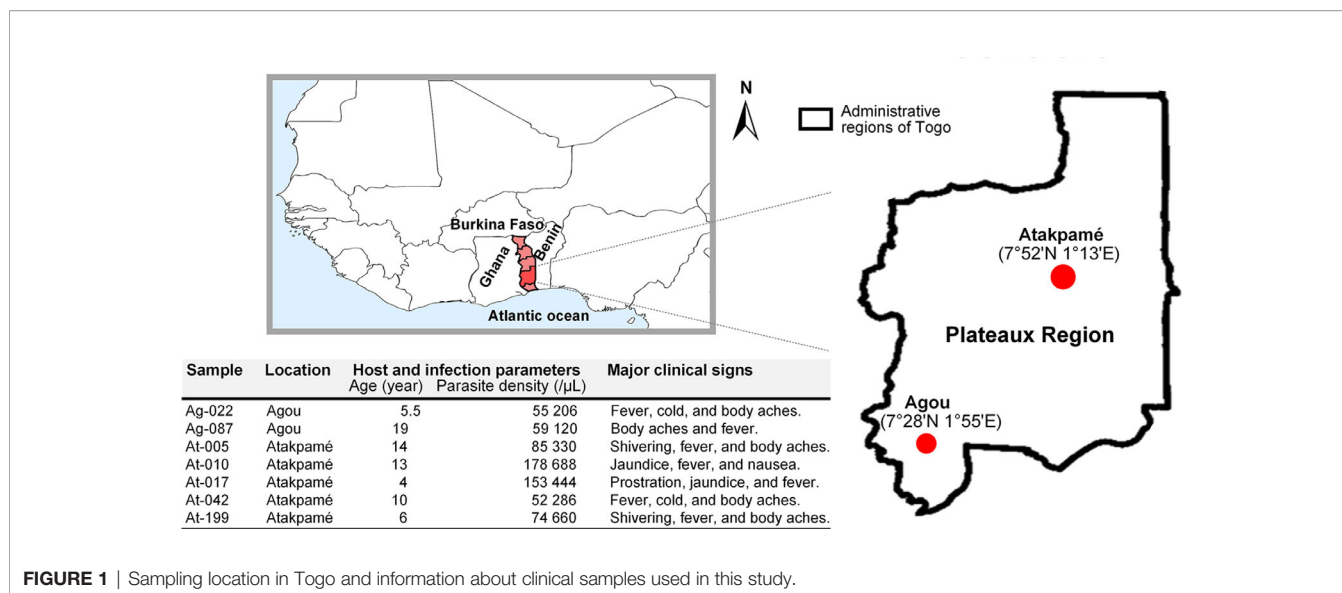 N
Administrative
regions of Togo
Burkina Faso
Ghana
Benin
Atlantic ocean
Atakpamé
(7°52'N 1°13'E)
Plateaux Region
Agou
(7°28'N 1°55'E)
Sample Location Host and infection parameters Major clinical signs
Age (year) Parasite density (/µL)
Ag-022 Agou 5.5 55 206 Fever, cold, and body aches.
Ag-087 Agou 19 59 120 Body aches and fever.
At-005 Atakpamé 14 85 330 Shivering, fever, and body aches.
At-010 Atakpamé 13 178 688 Jaundice, fever, and nausea.
At-017 Atakpamé 4 153 444 Prostration, jaundice, and fever.
At-042 Atakpamé 10 52 286 Fever, cold, and body aches.
At-199 Atakpamé 6 74 660 Shivering, fever, and body aches.
FIGURE 1 | Sampling location in Togo and information about clinical samples used in this study.